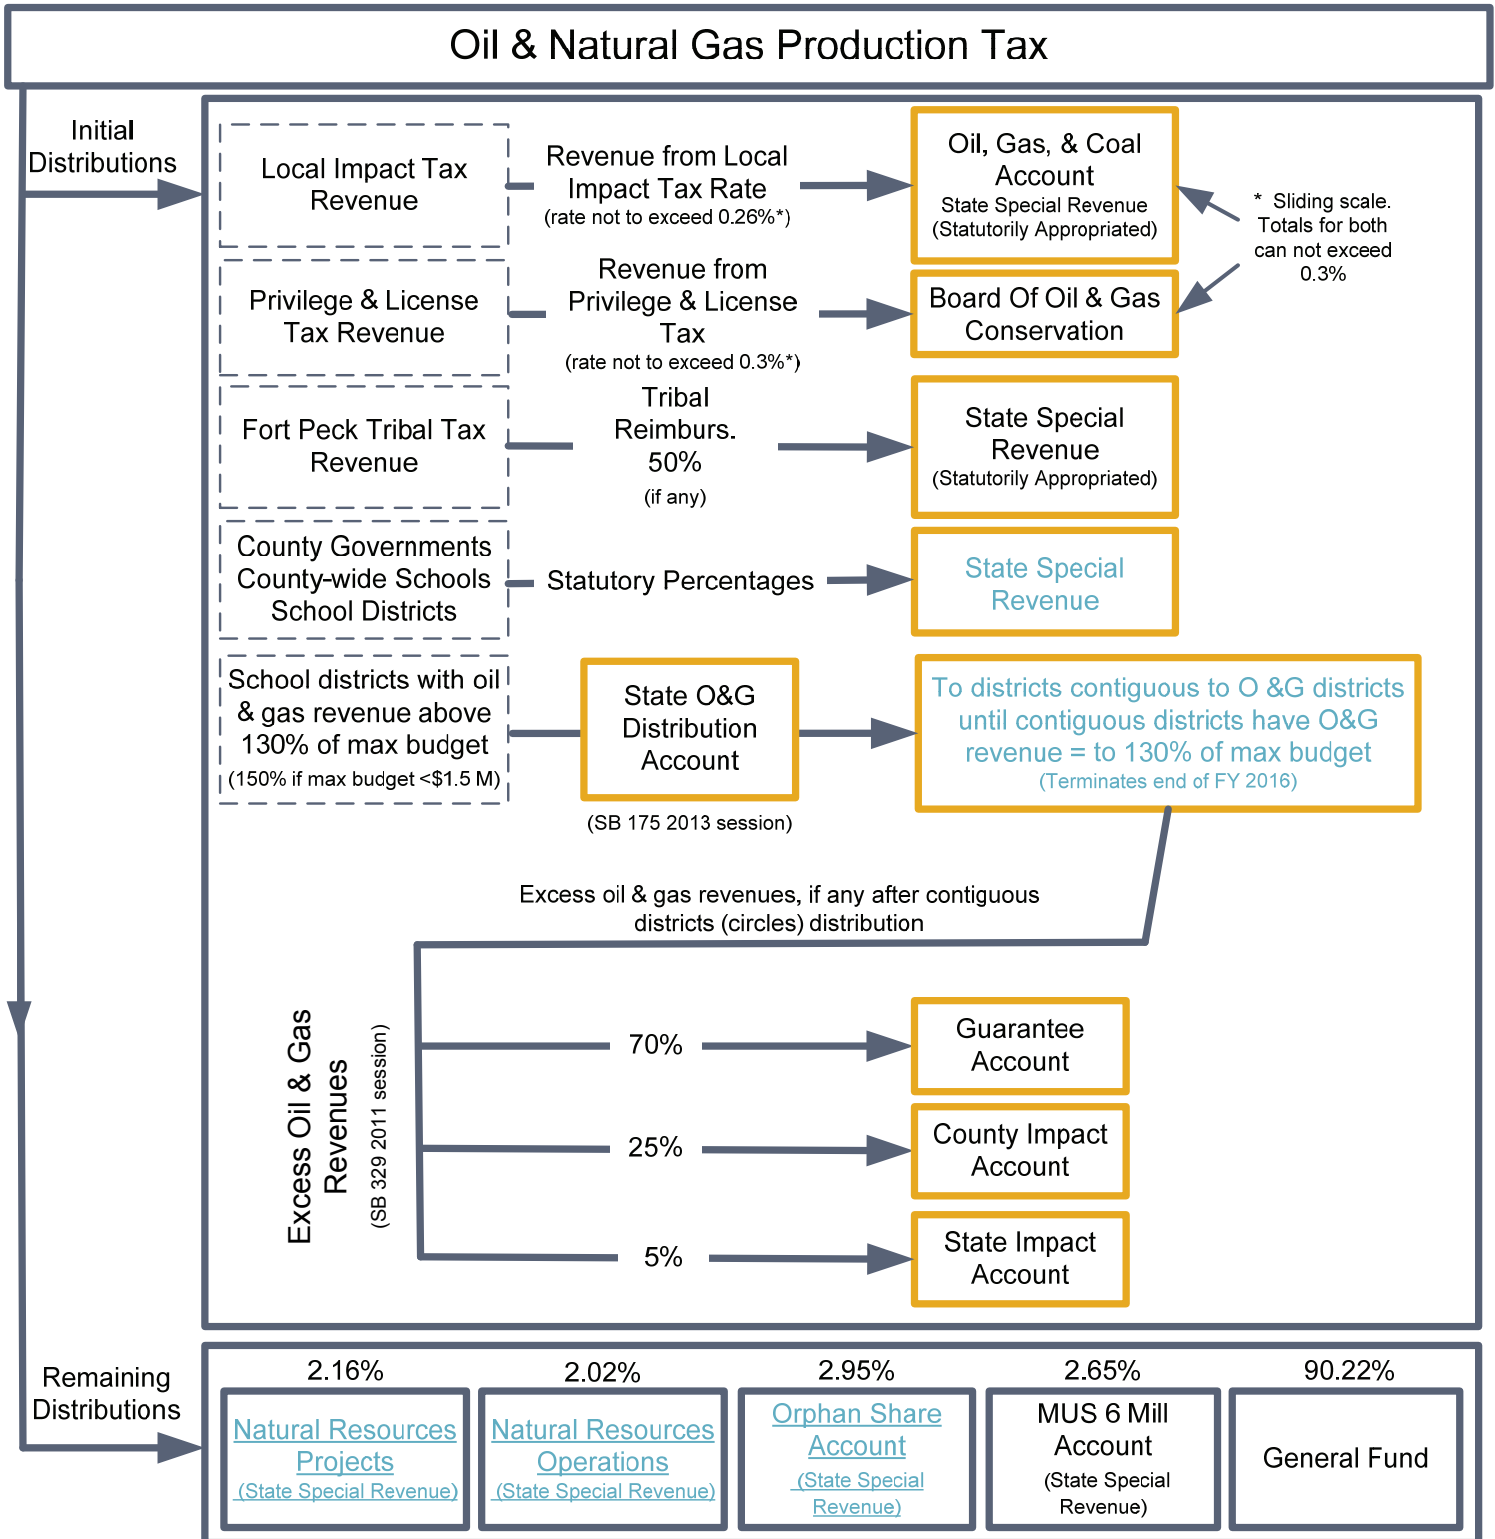 Oil & Natural Gas Production Tax
Initial
Distributions
Local Impact Tax
Revenue
Revenue from Local
Impact Tax Rate
(rate not to exceed 0.26%*)
Oil, Gas, & Coal
Account
State Special Revenue
(Statutorily Appropriated)
* Sliding scale.
Totals for both
can not exceed
0.3%
Privilege & License
Tax Revenue
Revenue from
Privilege & License
Tax
(rate not to exceed 0.3%*)
Board Of Oil & Gas
Conservation
Fort Peck Tribal Tax
Revenue
Tribal
Reimburs.
50%
(if any)
State Special
Revenue
(Statutorily Appropriated)
County Governments
County-wide Schools
School Districts
Statutory Percentages
State Special
Revenue
School districts with oil
& gas revenue above
130% of max budget
(150% if max budget <$1.5 M)
State O&G
Distribution
Account
(SB 175 2013 session)
To districts contiguous to O &G districts
until contiguous districts have O&G
revenue = to 130% of max budget
(Terminates end of FY 2016)
Excess oil & gas revenues, if any after contiguous
districts (circles) distribution
Excess Oil & Gas
Revenues
(SB 329 2011 session)
70%
Guarantee
Account
25%
County Impact
Account
5%
State Impact
Account
Remaining
Distributions
2.16%
Natural Resources
Projects
(State Special Revenue)
2.02%
Natural Resources
Operations
(State Special Revenue)
2.95%
Orphan Share
Account
(State Special
Revenue)
2.65%
MUS 6 Mill
Account
(State Special
Revenue)
90.22%
General Fund